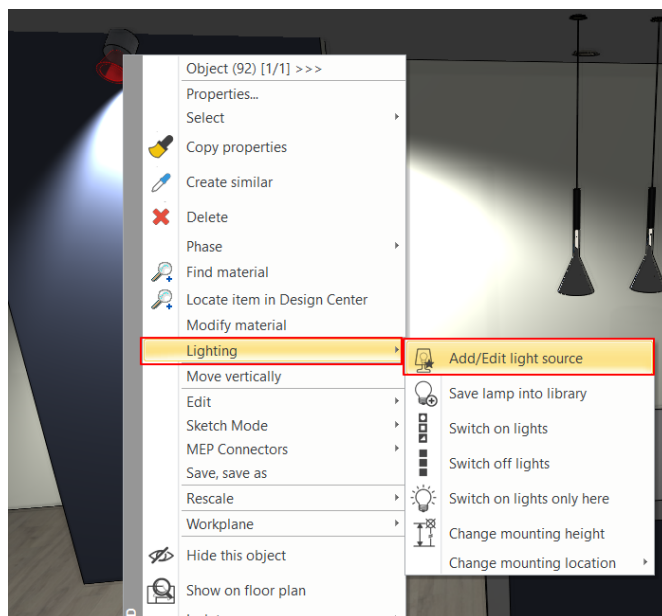 Object (92) [1/1] >>>
Properties...
Select
Copy properties
Create similar
Delete
Phase
Find material
Locate item in Design Center
Modify material
Lighting
Move vertically
Edit
Sketch Mode
MEP Connectors
Save, save as
Rescale
Workplane
Hide this object
Show on floor plan
Add/Edit light source
Save lamp into library
Switch on lights
Switch off lights
Switch on lights only here
Change mounting height
Change mounting location